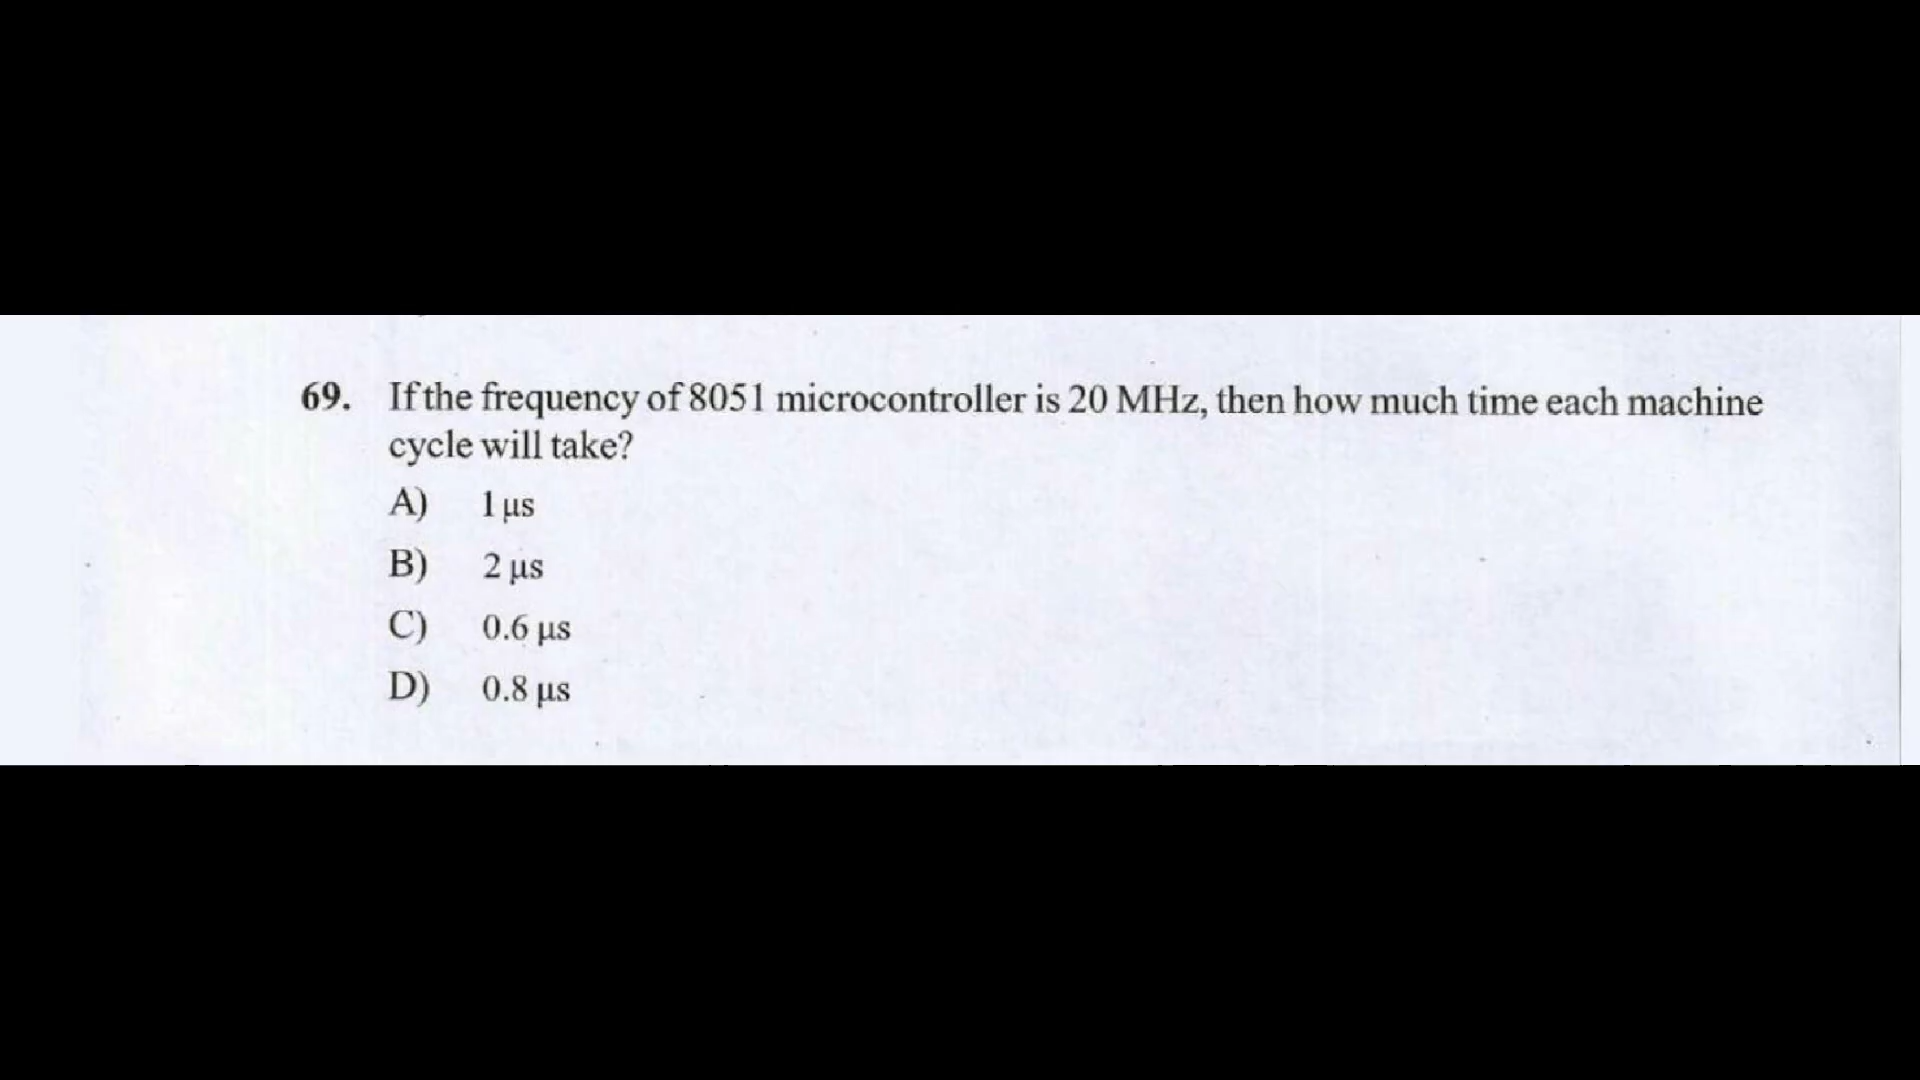 69. If the frequency of 8051 microcontroller is 20 MHz, then how much time each machine
cycle will take?
A) 1 μs
B) 2 μs
C) 0.6 μs
D) 0.8 μs